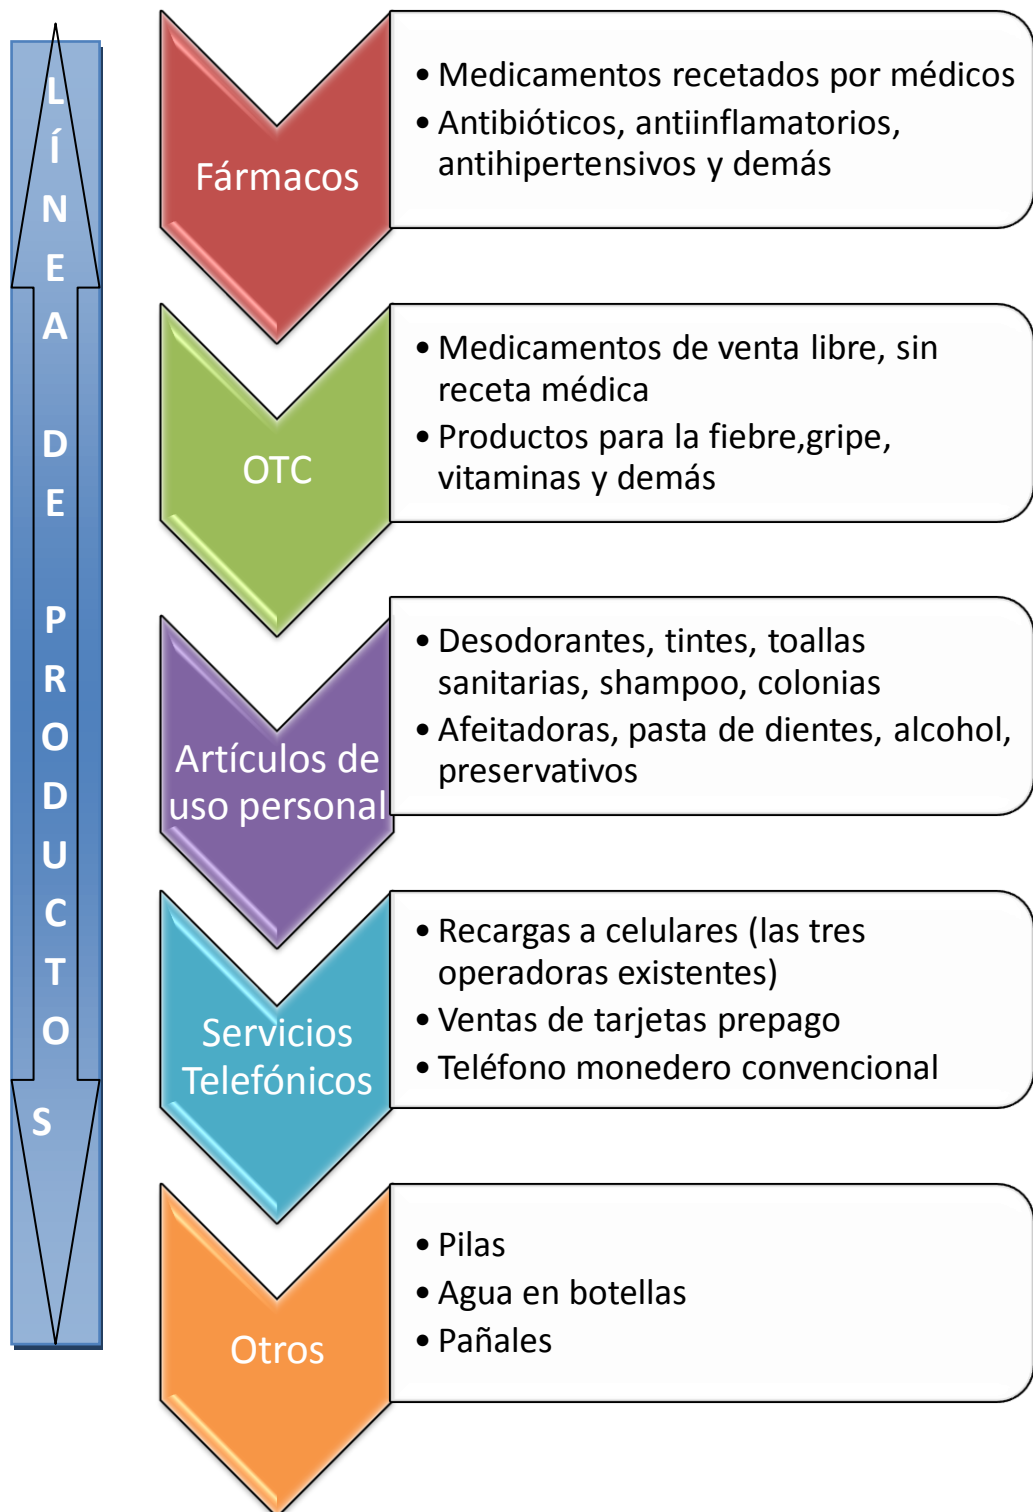 LÍNEA DE PRODUCTOS
Fármacos
• Medicamentos recetados por médicos
• Antibióticos, antiinflamatorios,
antihipertensivos y demás
OTC
• Medicamentos de venta libre, sin
receta médica
• Productos para la fiebre,gripe,
vitaminas y demás
Artículos de
uso personal
• Desodorantes, tintes, toallas
sanitarias, shampoo, colonias
• Afeitadoras, pasta de dientes, alcohol,
preservativos
Servicios
Telefónicos
• Recargas a celulares (las tres
operadoras existentes)
• Ventas de tarjetas prepago
• Teléfono monedero convencional
Otros
• Pilas
• Agua en botellas
• Pañales